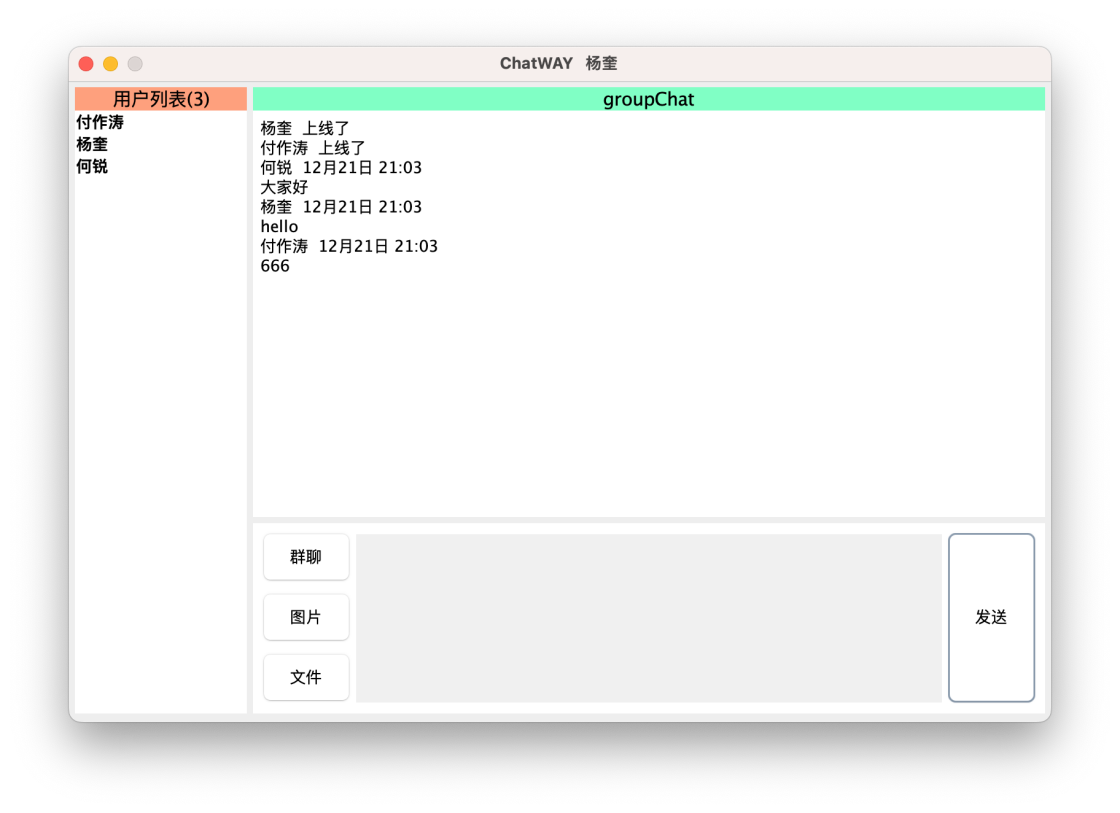 ChatWAY 杨奎
用户列表(3)
付作涛
杨奎
何锐
groupChat
杨奎 上线了
付作涛 上线了
何锐 12月21日 21:03
大家好
杨奎 12月21日 21:03
hello
付作涛 12月21日 21:03
666
群聊
图片
文件
发送